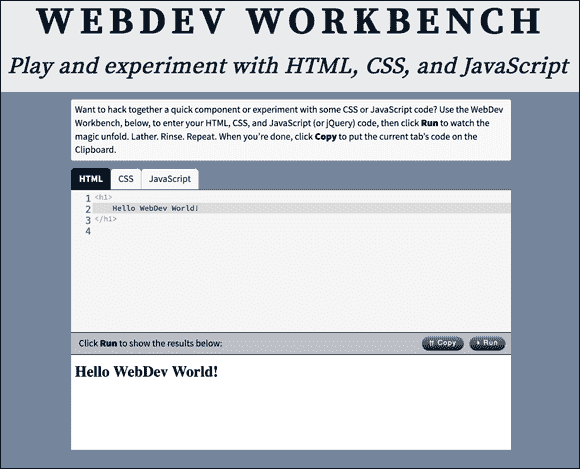 WEBDEV WORKBENCH
Play and experiment with HTML, CSS, and JavaScript
Want to hack together a quick component or experiment with some CSS or JavaScript code? Use the WebDev
Workbench, below, to enter your HTML, CSS, and JavaScript (or jQuery) code, then click Run to watch the
magic unfold. Lather. Rinse. Repeat. When you're done, click Copy to put the current tab's code on the
Clipboard.
HTML CSS JavaScript
1 <h1>
2 Hello WebDev World!
3 </h1>
4
Click Run to show the results below: Copy Run
Hello WebDev World!